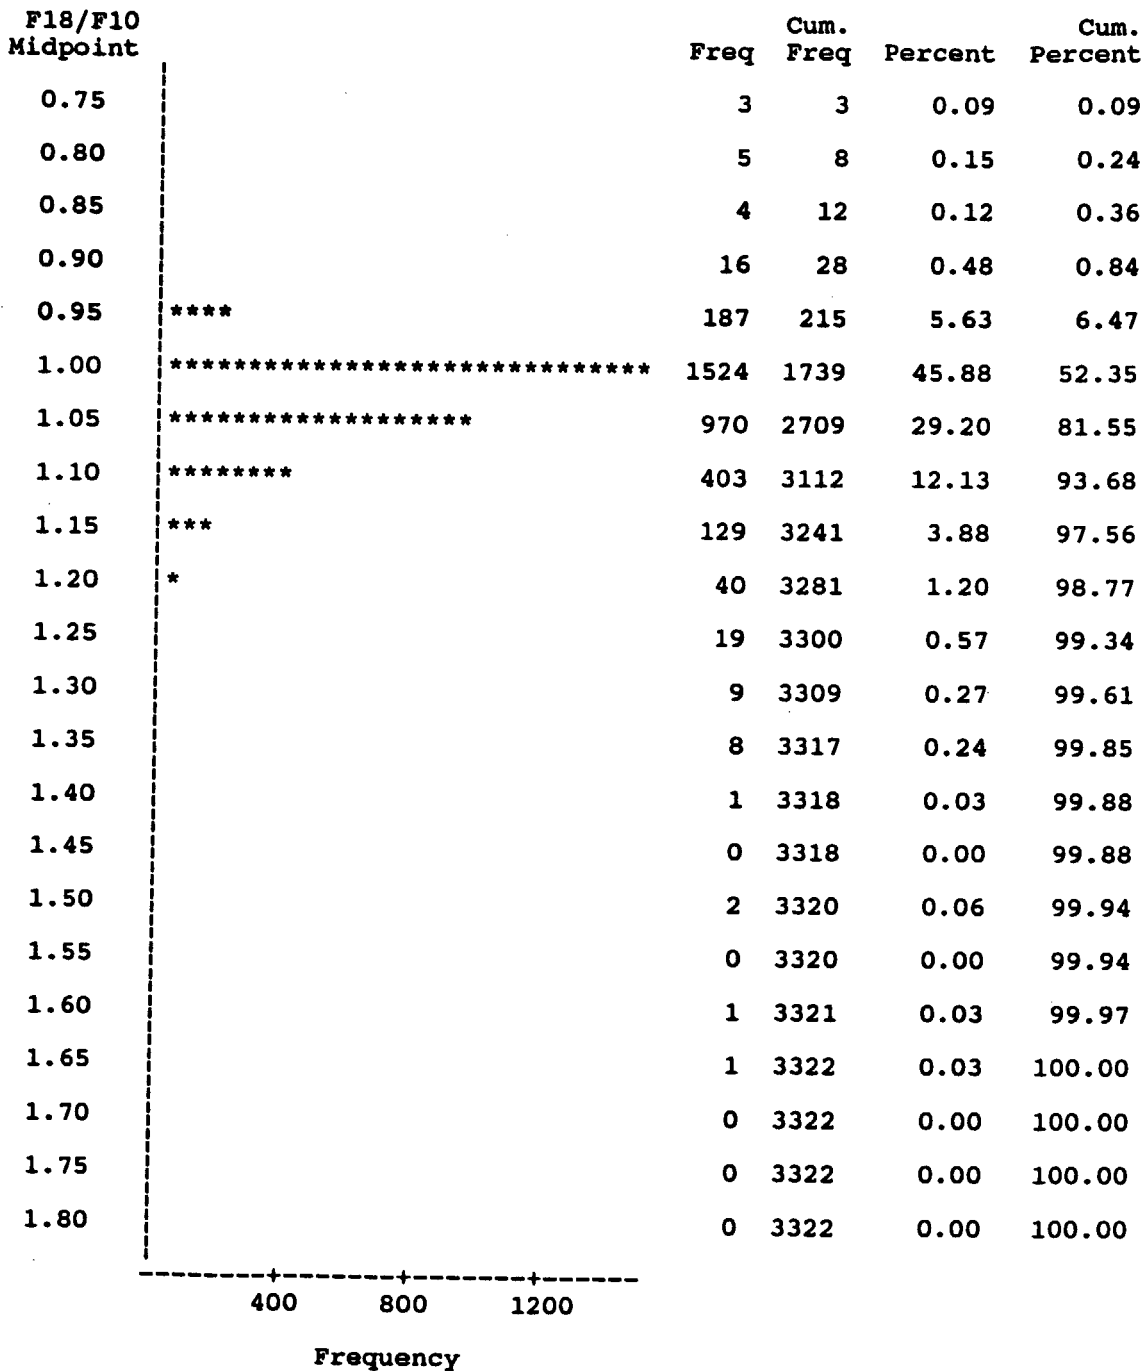 F18/F10 Cum. Cum.
Midpoint Freq Freq Percent Percent
0.75 3 3 0.09 0.09
0.80 5 8 0.15 0.24
0.85 4 12 0.12 0.36
0.90 16 28 0.48 0.84
0.95 **** 187 215 5.63 6.47
1.00 ****************************** 1524 1739 45.88 52.35
1.05 ******************* 970 2709 29.20 81.55
1.10 ******** 403 3112 12.13 93.68
1.15 *** 129 3241 3.88 97.56
1.20 * 40 3281 1.20 98.77
1.25 19 3300 0.57 99.34
1.30 9 3309 0.27 99.61
1.35 8 3317 0.24 99.85
1.40 1 3318 0.03 99.88
1.45 0 3318 0.00 99.88
1.50 2 3320 0.06 99.94
1.55 0 3320 0.00 99.94
1.60 1 3321 0.03 99.97
1.65 1 3322 0.03 100.00
1.70 0 3322 0.00 100.00
1.75 0 3322 0.00 100.00
1.80 0 3322 0.00 100.00
400 800 1200
Frequency